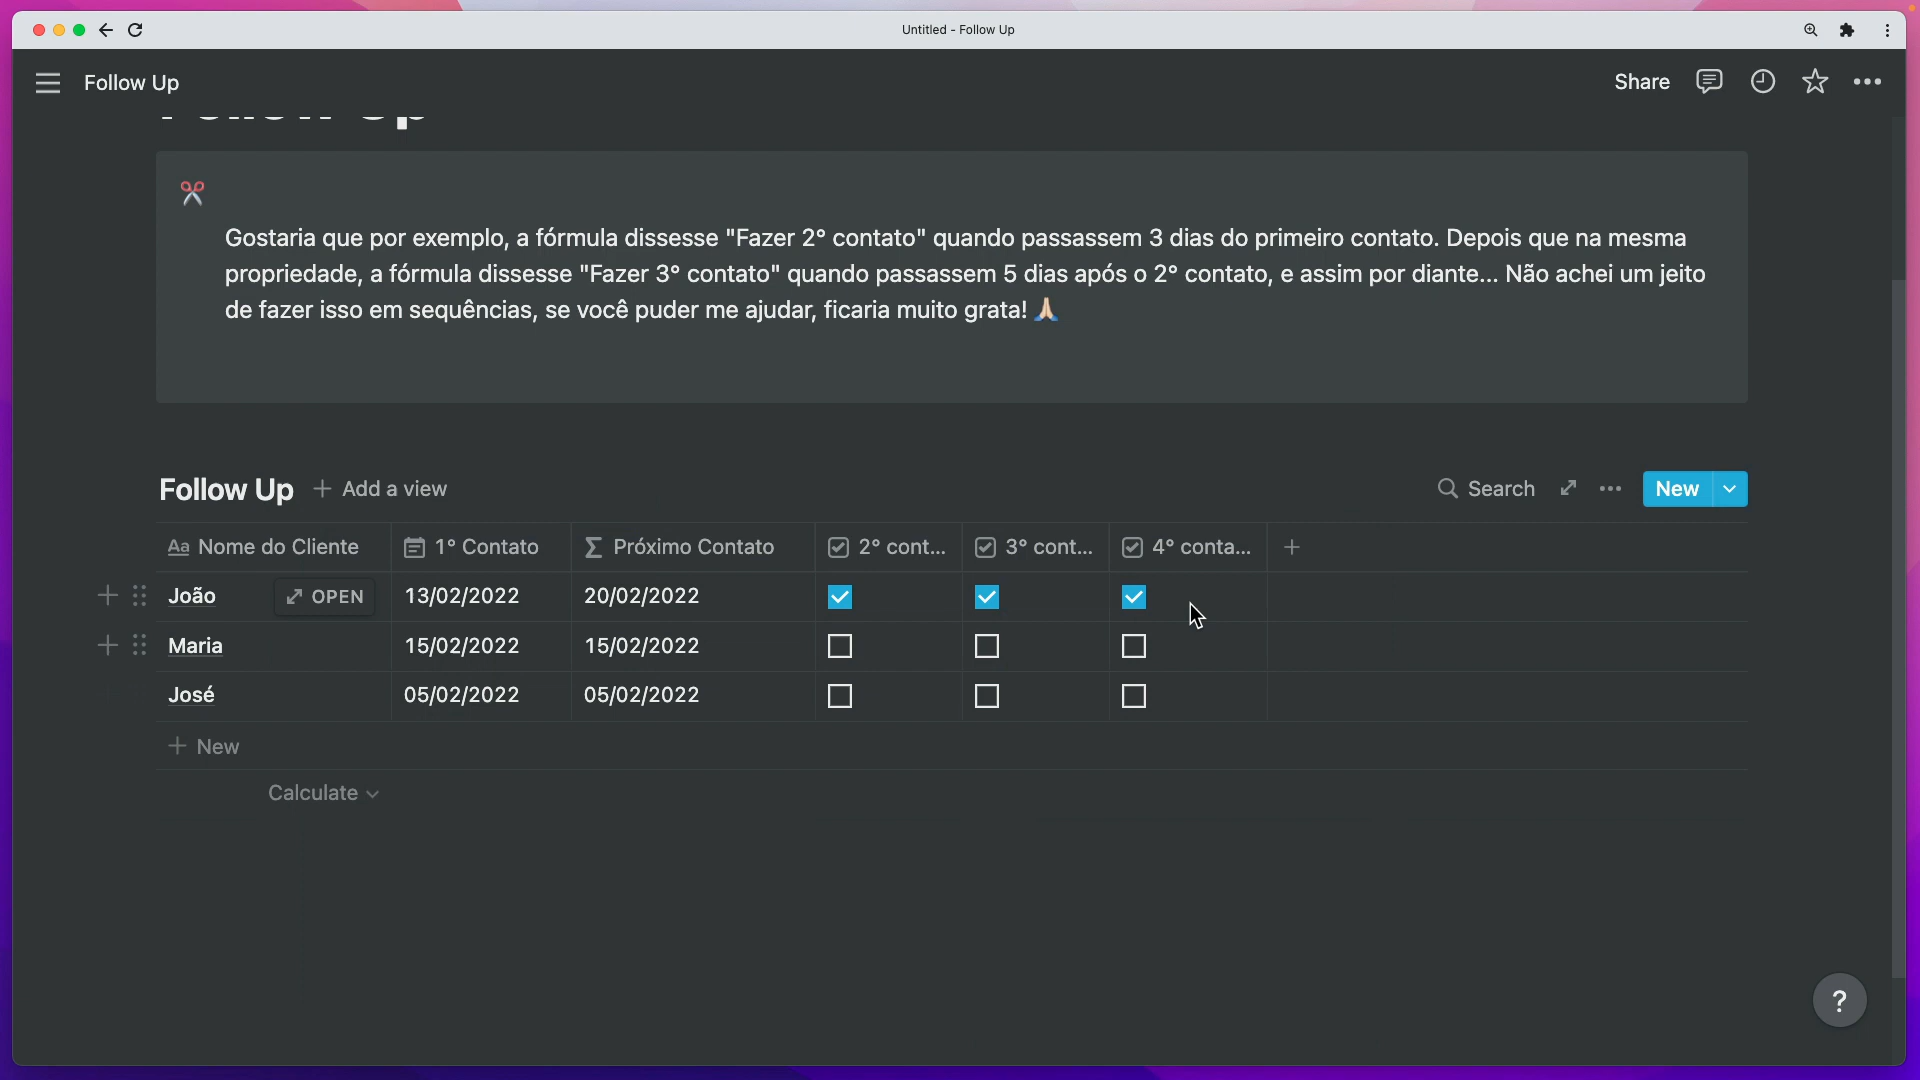 Untitled - Follow Up
Follow Up
Share
Follow Up
Gostaria que por exemplo, a fórmula dissesse "Fazer 2° contato" quando passassem 3 dias do primeiro contato. Depois que na mesma
propriedade, a fórmula dissesse "Fazer 3° contato" quando passassem 5 dias após o 2° contato, e assim por diante... Não achei um jeito
de fazer isso em sequências, se você puder me ajudar, ficaria muito grata! 🙏🏻
Follow Up + Add a view
Search ••• New
Aa Nome do Cliente 1° Contato Σ Próximo Contato 2° cont... 3° cont... 4° conta... +
João OPEN 13/02/2022 20/02/2022
Maria 15/02/2022 15/02/2022
José 05/02/2022 05/02/2022
+ New
Calculate
?